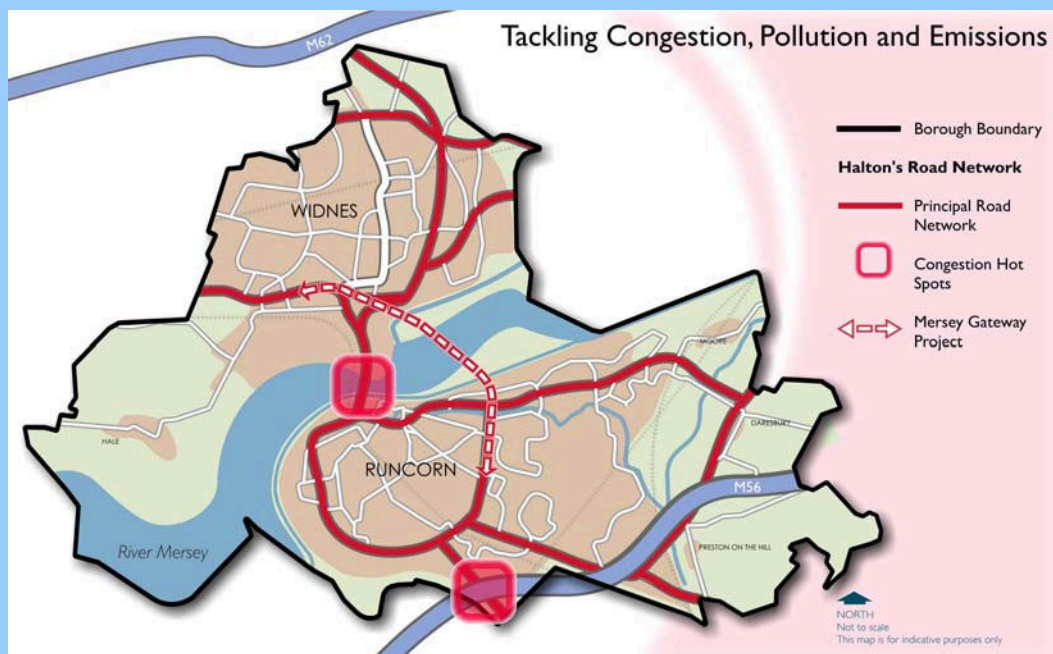 Tackling Congestion, Pollution and Emissions
M62
Borough Boundary
Halton's Road Network
Principal Road
Network
Congestion Hot
Spots
Mersey Gateway
Project
WIDNES
MOORE
HALE
DARESBURY
RUNCORN
M56
River Mersey
PRESTON ON THE HILL
NORTH
Not to scale
This map is for indicative purposes only